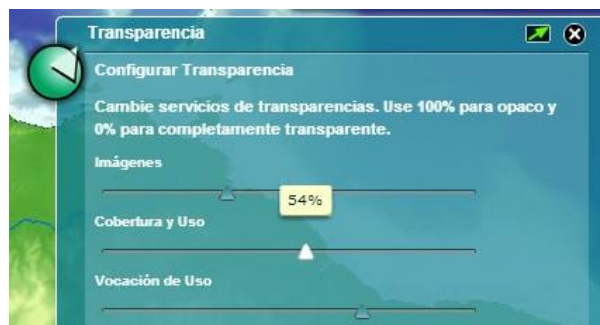 Transparencia
Configurar Transparencia
Cambie servicios de transparencias. Use 100% para opaco y
0% para completamente transparente.
Imágenes
54%
Cobertura y Uso
Vocación de Uso